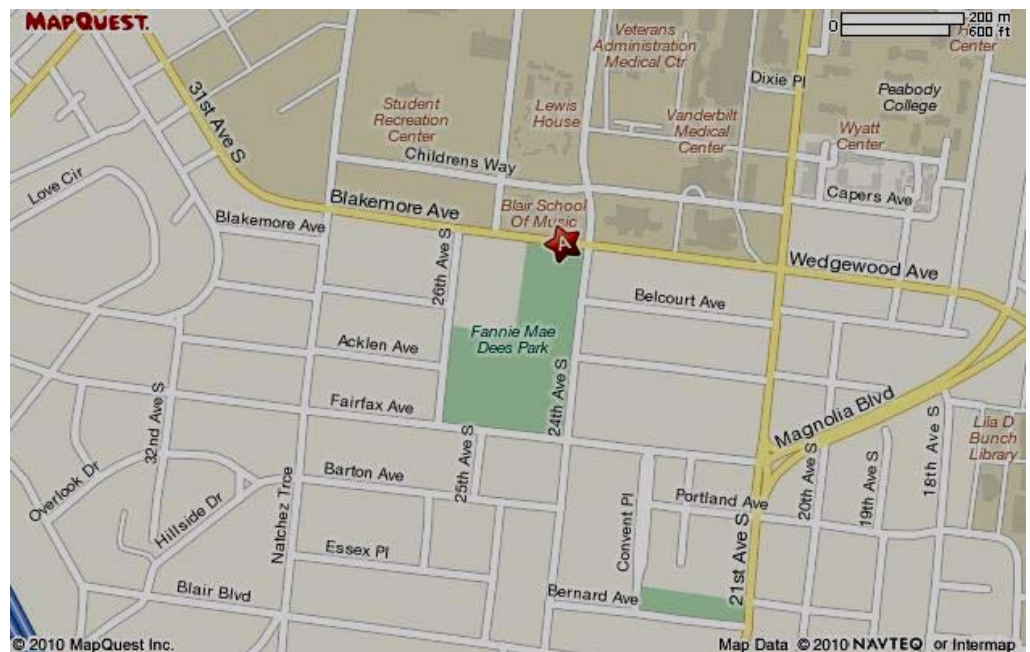 MAPQUEST.
0
200 m
600 ft
Veterans
Administration
Medical Ctr
Center
Dixie Pl
Peabody
College
31st Ave S
Student
Recreation
Center
Lewis
House
Vanderbilt
Medical
Center
Wyatt
Center
Childrens Way
Love Cir
Capers Ave
Blakemore Ave
Blair School
Of Music
Blakemore Ave
A
Wedgewood Ave
26th Ave S
Belcourt Ave
Fannie Mae
Dees Park
Acklen Ave
24th Ave S
Fairfax Ave
Magnolia Blvd
32nd Ave S
18th Ave S
Lila D
Bunch
Library
25th Ave S
Barton Ave
20th Ave S
19th Ave S
Overlook Dr
Hillside Dr
Natchez Trce
Portland Ave
Convent Pl
21st Ave S
Essex Pl
Blair Blvd
Bernard Ave
© 2010 MapQuest Inc.
Map Data © 2010 NAVTEQ or Intermap